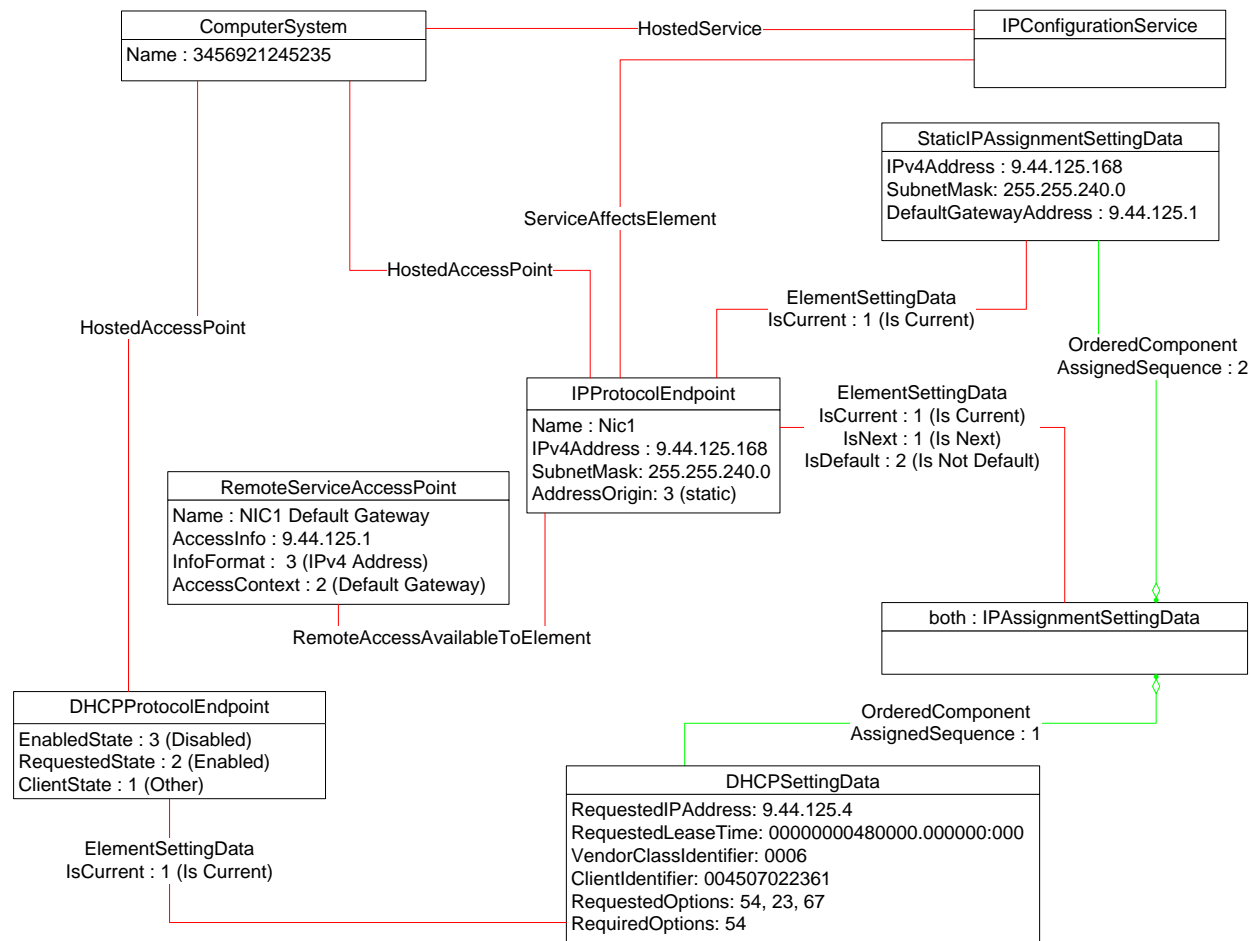 ComputerSystem
Name : 3456921245235
HostedService
IPConfigurationService
StaticIPAssignmentSettingData
IPv4Address : 9.44.125.168
SubnetMask: 255.255.240.0
DefaultGatewayAddress : 9.44.125.1
ServiceAffectsElement
HostedAccessPoint
ElementSettingData
IsCurrent : 1 (Is Current)
HostedAccessPoint
OrderedComponent
AssignedSequence : 2
IPProtocolEndpoint
Name : Nic1
IPv4Address : 9.44.125.168
SubnetMask: 255.255.240.0
AddressOrigin: 3 (static)
ElementSettingData
IsCurrent : 1 (Is Current)
IsNext : 1 (Is Next)
IsDefault : 2 (Is Not Default)
RemoteServiceAccessPoint
Name : NIC1 Default Gateway
AccessInfo : 9.44.125.1
InfoFormat : 3 (IPv4 Address)
AccessContext : 2 (Default Gateway)
RemoteAccessAvailableToElement
both : IPAssignmentSettingData
DHCPProtocolEndpoint
EnabledState : 3 (Disabled)
RequestedState : 2 (Enabled)
ClientState : 1 (Other)
OrderedComponent
AssignedSequence : 1
DHCPSettingData
RequestedIPAddress: 9.44.125.4
RequestedLeaseTime: 00000000480000.000000:000
VendorClassIdentifier: 0006
ClientIdentifier: 004507022361
RequestedOptions: 54, 23, 67
RequiredOptions: 54
ElementSettingData
IsCurrent : 1 (Is Current)